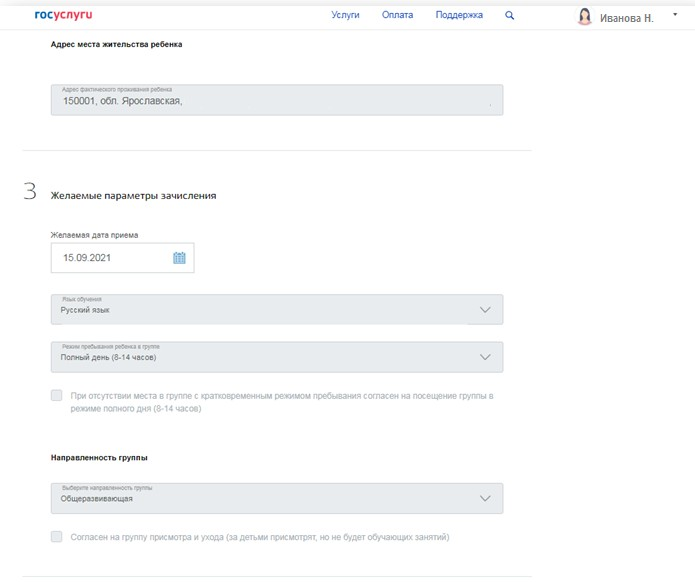 госуслуги Услуги Оплата Поддержка Иванова Н.
Адрес места жительства ребенка
Адрес фактического проживания ребенка
150001, обл. Ярославская, ,
3 Желаемые параметры зачисления
Желаемая дата приема
15.09.2021
Язык обучения
Русский язык
Режим пребывания ребенка в группе
Полный день (8-14 часов)
При отсутствии места в группе с кратковременным режимом пребывания согласен на посещение группы в
режиме полного дня (8-14 часов)
Направленность группы
Выберите направленность группы
Общеразвивающая
Согласен на группу присмотра и ухода (за детьми присмотрят, но не будет обучающих занятий)